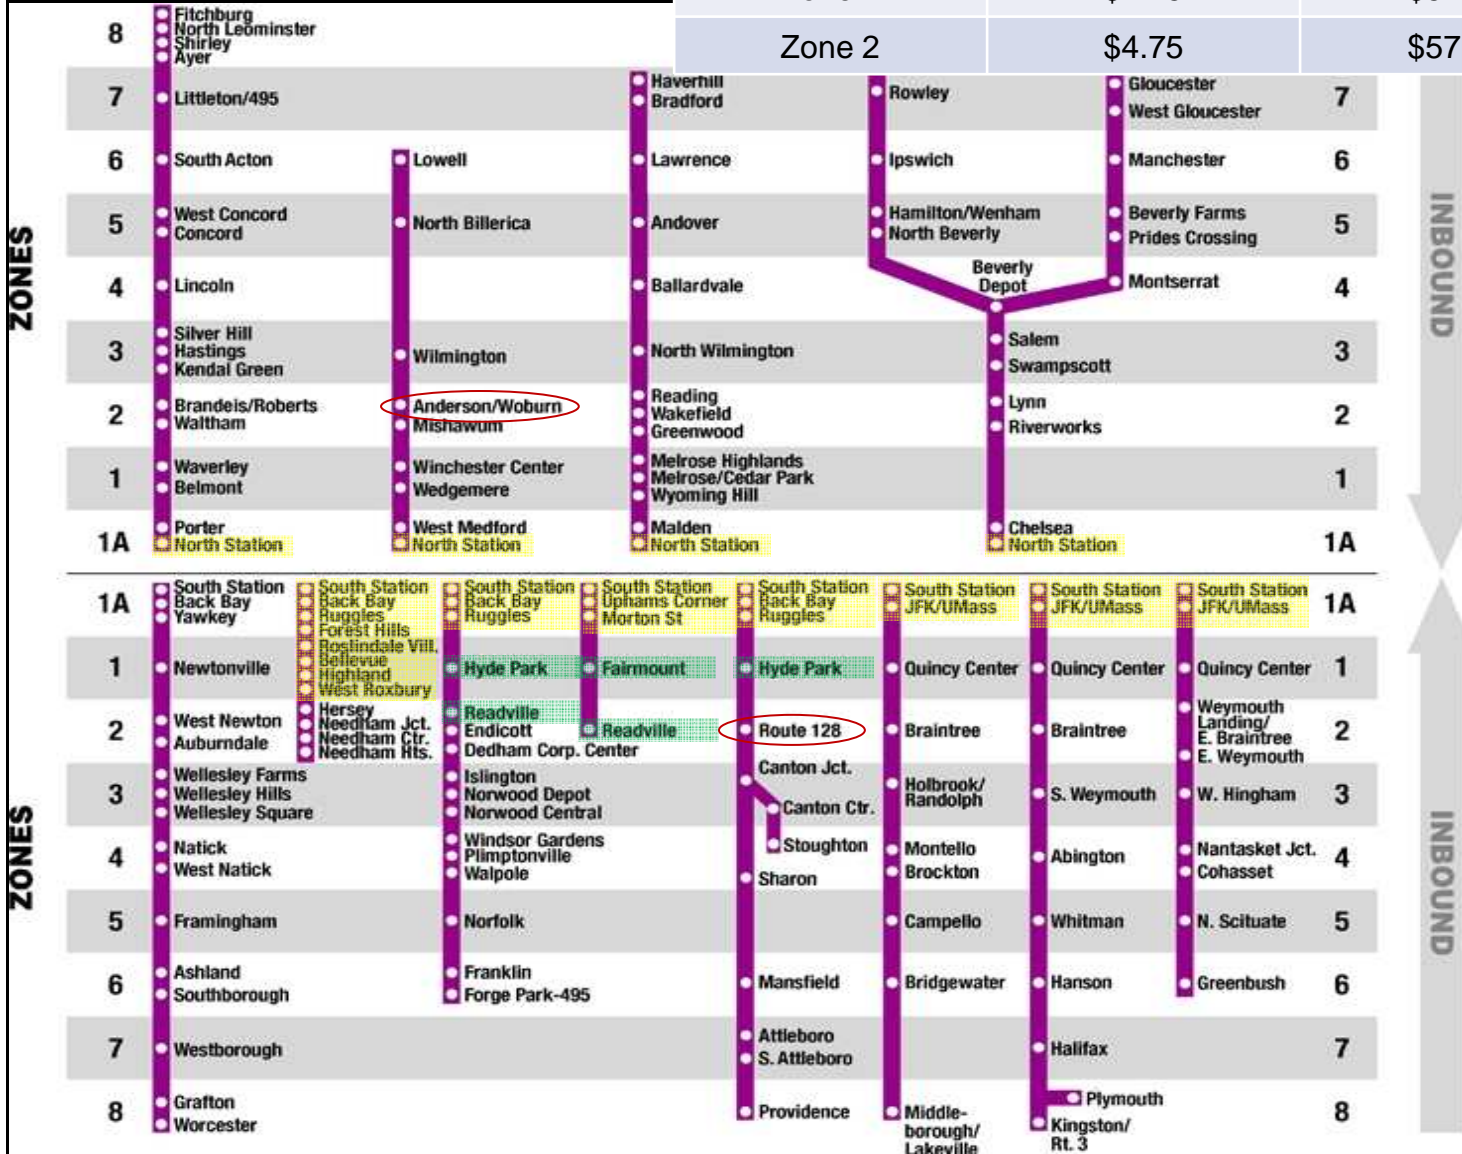 Zone 2 $4.75 $57
ZONES
8
Fitchburg
North Leominster
Shirley
Ayer
7
Littleton/495
Haverhill
Bradford
Rowley
Gloucester
West Gloucester
7
6
South Acton
Lowell
Lawrence
Ipswich
Manchester
6
5
West Concord
Concord
North Billerica
Andover
Hamilton/Wenham
North Beverly
Beverly Farms
Prides Crossing
5
4
Lincoln
Ballardvale
Beverly
Depot
Montserrat
4
3
Silver Hill
Hastings
Kendal Green
Wilmington
North Wilmington
Salem
Swampscott
3
2
Brandeis/Roberts
Waltham
Anderson/Woburn
Mishawum
Reading
Wakefield
Greenwood
Lynn
Riverworks
2
1
Waverley
Belmont
Winchester Center
Wedgemere
Melrose Highlands
Melrose/Cedar Park
Wyoming Hill
1
1A
Porter
North Station
West Medford
North Station
Malden
North Station
Chelsea
North Station
1A
INBOUND
ZONES
1A
South Station
Back Bay
Yawkey
South Station
Back Bay
Ruggles
Forest Hills
Roslindale Vill.
Bellevue
Highland
West Roxbury
South Station
Back Bay
Ruggles
South Station
Uphams Corner
Morton St
South Station
Back Bay
Ruggles
South Station
JFK/UMass
South Station
JFK/UMass
South Station
JFK/UMass
1A
1
Newtonville
Hyde Park
Fairmount
Hyde Park
Quincy Center
Quincy Center
Quincy Center
1
2
West Newton
Auburndale
Hersey
Needham Jct.
Needham Ctr.
Needham Hts.
Readville
Endicott
Dedham Corp. Center
Readville
Route 128
Braintree
Braintree
Weymouth
Landing/
E. Braintree
E. Weymouth
2
3
Wellesley Farms
Wellesley Hills
Wellesley Square
Islington
Norwood Depot
Norwood Central
Canton Jct.
Canton Ctr.
Holbrook/
Randolph
S. Weymouth
W. Hingham
3
4
Natick
West Natick
Windsor Gardens
Plimptonville
Walpole
Stoughton
Sharon
Montello
Brockton
Abington
Nantasket Jct.
Cohasset
4
5
Framingham
Norfolk
Campello
Whitman
N. Scituate
5
6
Ashland
Southborough
Franklin
Forge Park-495
Mansfield
Bridgewater
Hanson
Greenbush
6
7
Westborough
Attleboro
S. Attleboro
Halifax
7
8
Grafton
Worcester
Providence
Middle-
borough/
Lakeville
Plymouth
Kingston/
Rt. 3
8
INBOUND